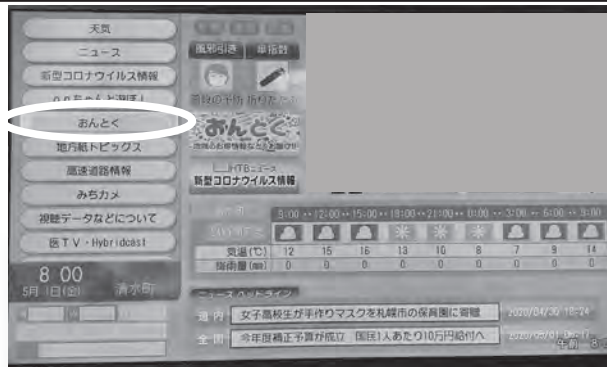 天気
ニュース
新型コロナウイルス情報
おんとく
地方紙トピックス
高速道路情報
みちカメ
視聴データなどについて
医TV・Hybridcast
8:00
5月 1日(金) 清水町
風邪引き 傘指数
おんとく
HTBニュース
新型コロナウイルス情報
9:00 12:00 15:00 18:00 21:00 0:00 3:00 6:00 9:00
気温(℃) 12 15 16 13 10 8 7 9 14
降雨量(mm) 0 0 0 0 0 0 0 0 0
ニュースヘッドライン
道内 女子高校生が手作りマスクを札幌市の保育園に寄贈 2020/04/30 18:24
全国 今年度補正予算が成立 国民1人あたり10万円給付へ
午前 8: